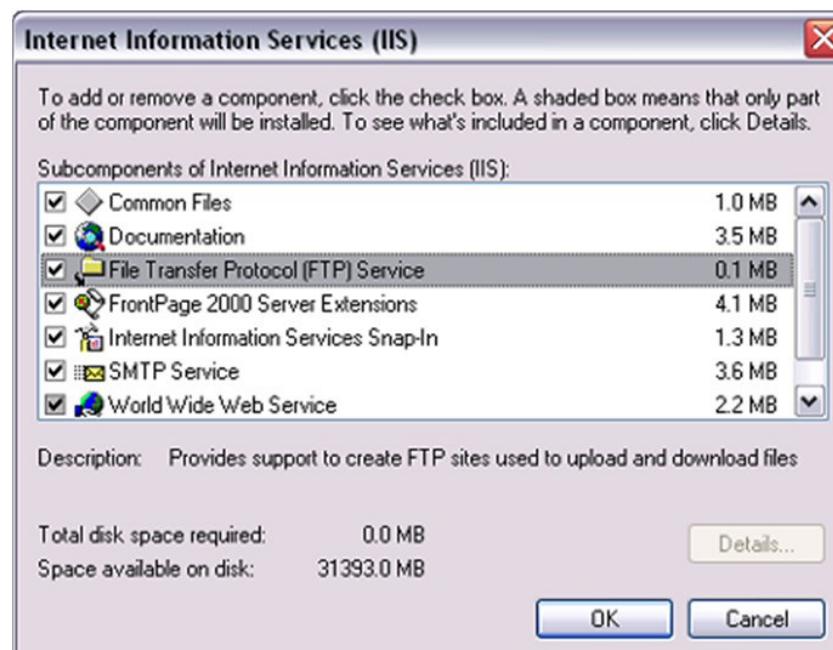 Internet Information Services (IIS)
To add or remove a component, click the check box. A shaded box means that only part
of the component will be installed. To see what's included in a component, click Details.
Subcomponents of Internet Information Services (IIS):
Common Files 1.0 MB
Documentation 3.5 MB
File Transfer Protocol (FTP) Service 0.1 MB
FrontPage 2000 Server Extensions 4.1 MB
Internet Information Services Snap-In 1.3 MB
SMTP Service 3.6 MB
World Wide Web Service 2.2 MB
Description: Provides support to create FTP sites used to upload and download files
Total disk space required: 0.0 MB
Details...
Space available on disk: 31393.0 MB
OK Cancel